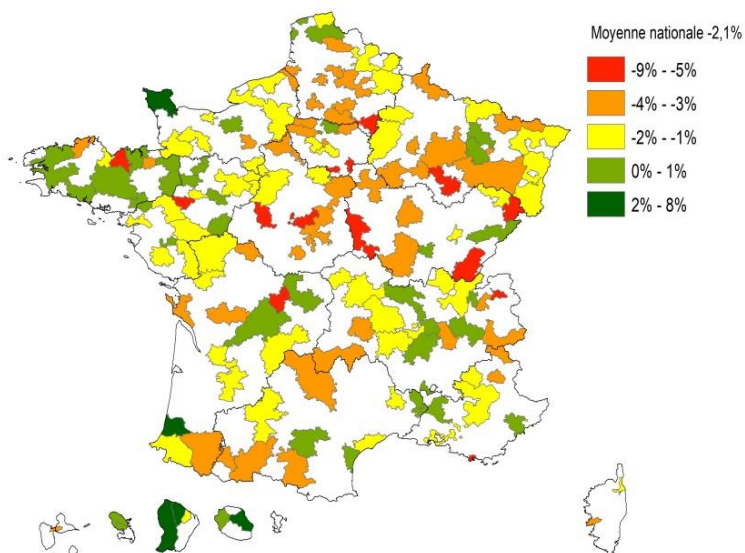 Moyenne nationale -2,1%
-9% - -5%
-4% - -3%
-2% - -1%
0% - 1%
2% - 8%